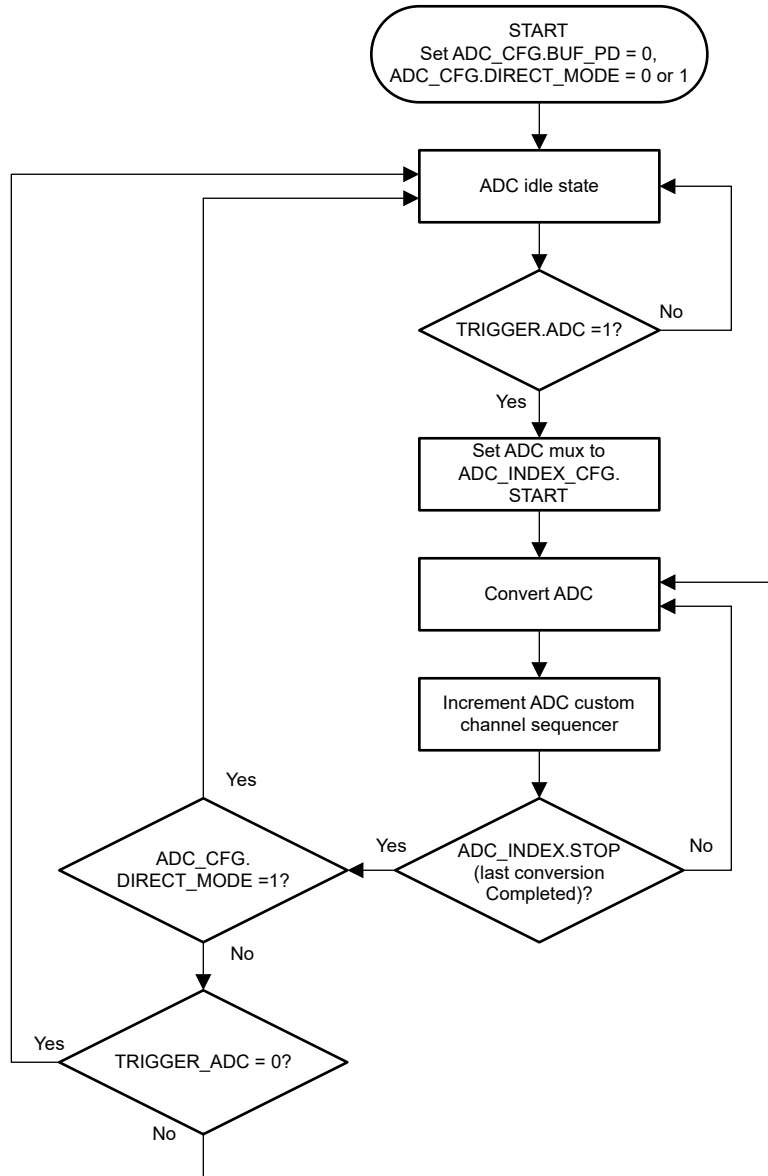 START
Set ADC_CFG.BUF_PD = 0,
ADC_CFG.DIRECT_MODE = 0 or 1
ADC idle state
TRIGGER.ADC =1?
No
Yes
Set ADC mux to
ADC_INDEX_CFG.
START
Convert ADC
Increment ADC custom
channel sequencer
ADC_INDEX.STOP
(last conversion
Completed)?
No
Yes
ADC_CFG.
DIRECT_MODE =1?
Yes
No
TRIGGER_ADC = 0?
Yes
No